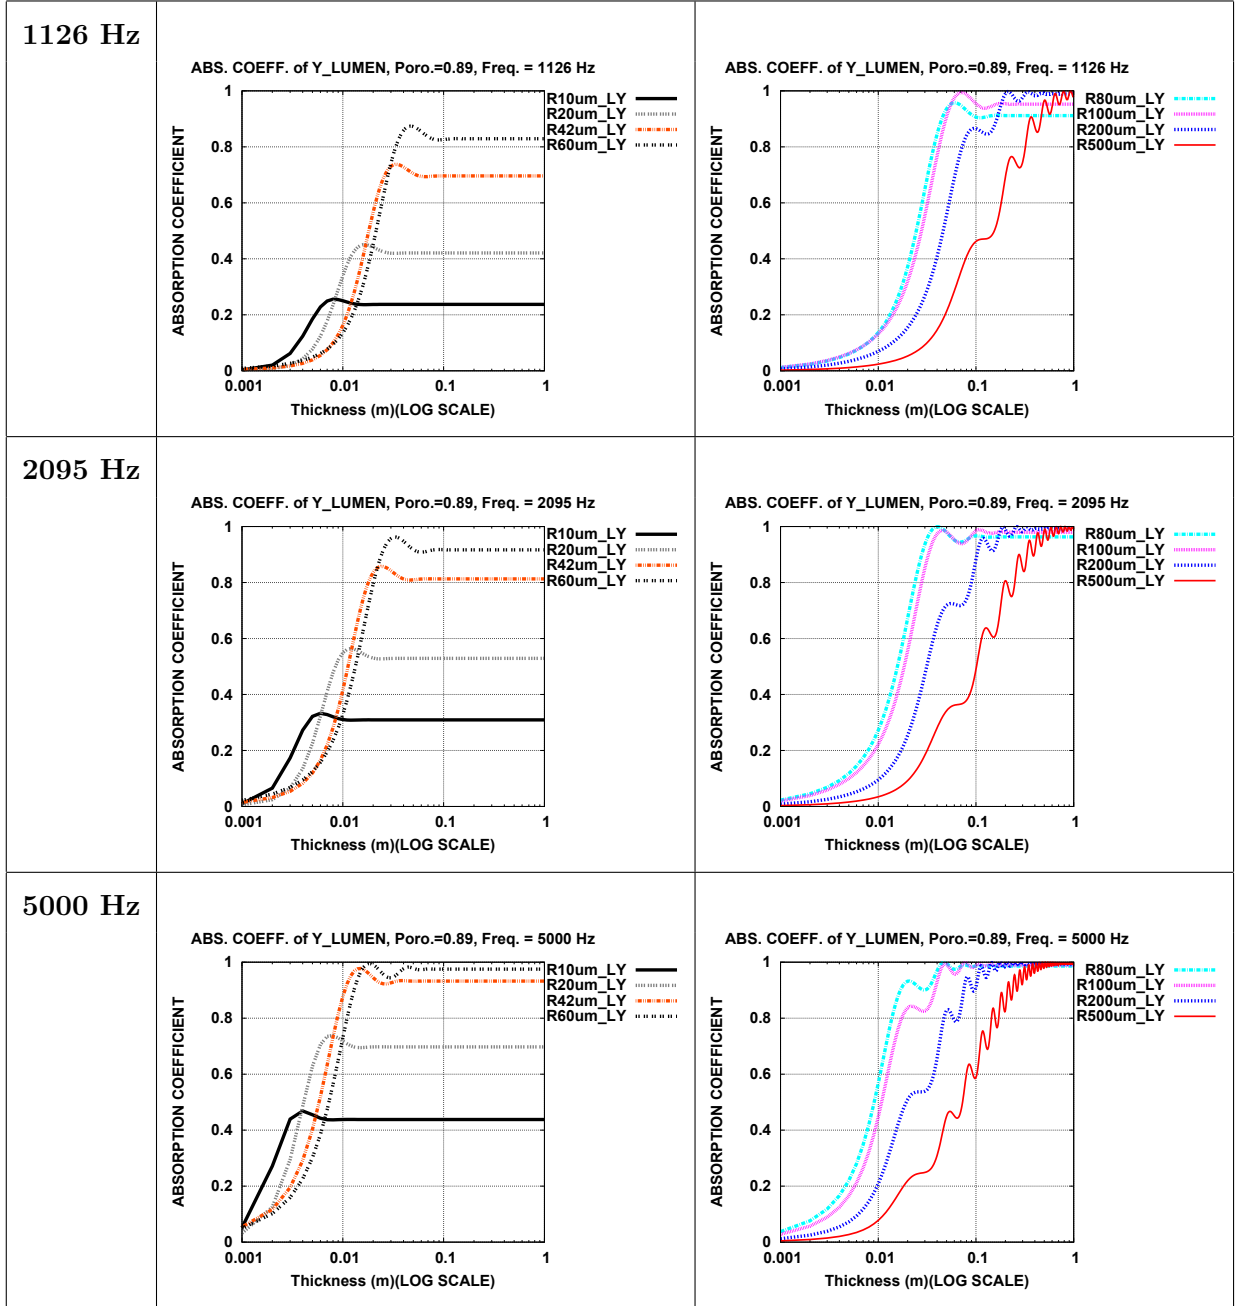 1126 Hz
ABS. COEFF. of Y_LUMEN, Poro.=0.89, Freq. = 1126 Hz
ABSORPTION COEFFICIENT
1
0.8
0.6
0.4
0.2
0
0.001 0.01 0.1 1
Thickness (m)(LOG SCALE)
R10um_LY
R20um_LY
R42um_LY
R60um_LY
ABS. COEFF. of Y_LUMEN, Poro.=0.89, Freq. = 1126 Hz
ABSORPTION COEFFICIENT
1
0.8
0.6
0.4
0.2
0
0.001 0.01 0.1 1
Thickness (m)(LOG SCALE)
R80um_LY
R100um_LY
R200um_LY
R500um_LY
2095 Hz
ABS. COEFF. of Y_LUMEN, Poro.=0.89, Freq. = 2095 Hz
ABSORPTION COEFFICIENT
1
0.8
0.6
0.4
0.2
0
0.001 0.01 0.1 1
Thickness (m)(LOG SCALE)
R10um_LY
R20um_LY
R42um_LY
R60um_LY
ABS. COEFF. of Y_LUMEN, Poro.=0.89, Freq. = 2095 Hz
ABSORPTION COEFFICIENT
1
0.8
0.6
0.4
0.2
0
0.001 0.01 0.1 1
Thickness (m)(LOG SCALE)
R80um_LY
R100um_LY
R200um_LY
R500um_LY
5000 Hz
ABS. COEFF. of Y_LUMEN, Poro.=0.89, Freq. = 5000 Hz
ABSORPTION COEFFICIENT
1
0.8
0.6
0.4
0.2
0
0.001 0.01 0.1 1
Thickness (m)(LOG SCALE)
R10um_LY
R20um_LY
R42um_LY
R60um_LY
ABS. COEFF. of Y_LUMEN, Poro.=0.89, Freq. = 5000 Hz
ABSORPTION COEFFICIENT
1
0.8
0.6
0.4
0.2
0
0.001 0.01 0.1 1
Thickness (m)(LOG SCALE)
R80um_LY
R100um_LY
R200um_LY
R500um_LY